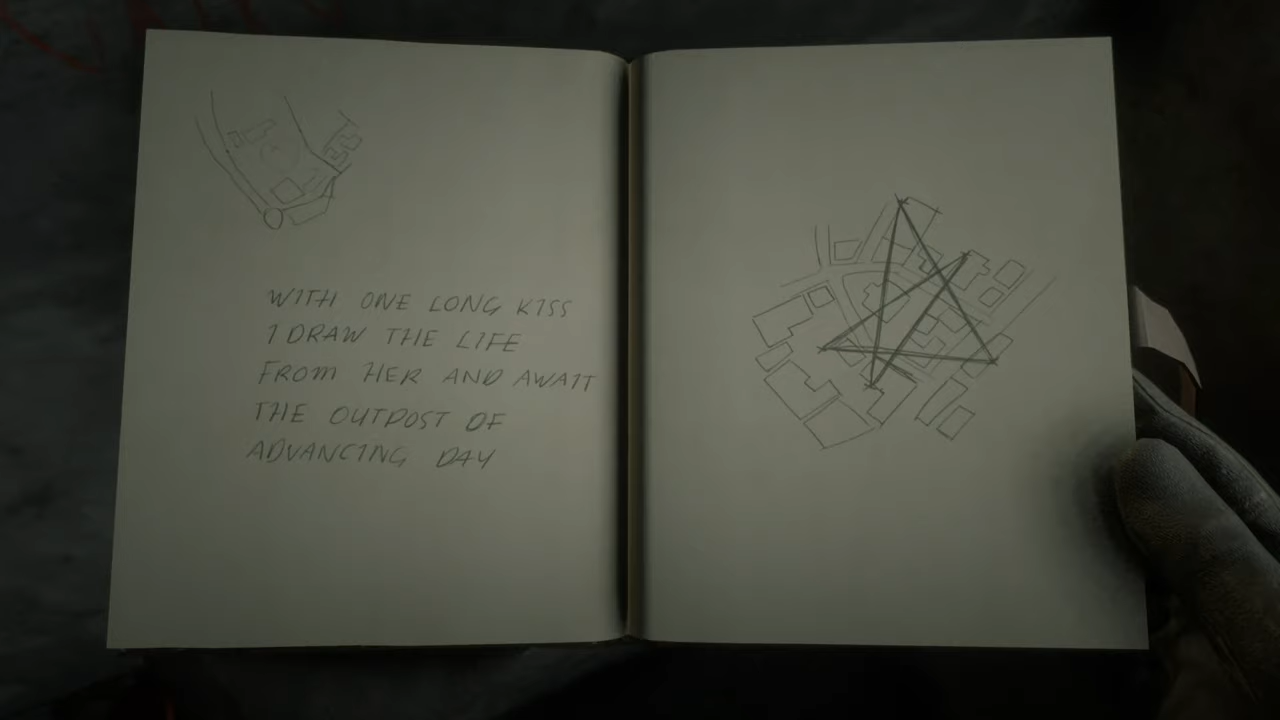 WITH ONE LONG KISS
I DRAW THE LIFE
FROM HER AND AWAIT
THE OUTPOST OF
ADVANCING DAY